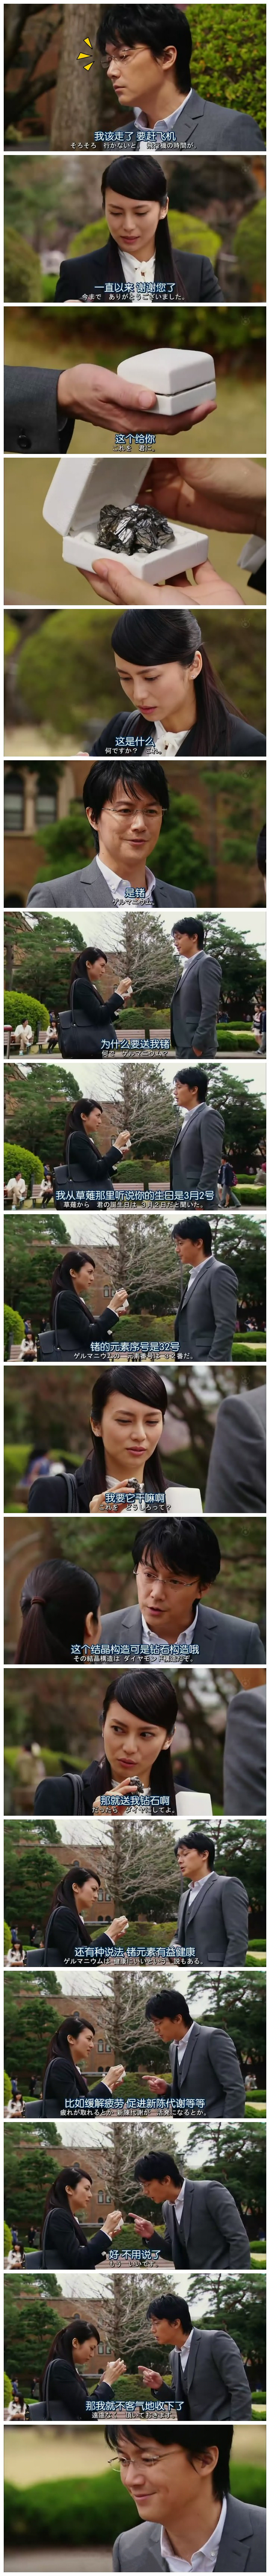 我该走了 要赶飞机
そろそろ 行かないと 飛行機の時間が。
一直以来 谢谢您了
今まで ありがとうございました。
这个给你
これを 君に。
这是什么
何ですか? これ。
是锗
ゲルマニウム
为什么要送我锗
我从草薙那里听说你的生日是3月2号
草薙から 君の誕生日は 3月2日だと聞いた。
锗的元素序号是32号
ゲルマニウムの 元素番号は 32番だ。
我要它干嘛啊
これを どうしろって?
这个结晶构造可是钻石构造哦
その結晶構造は ダイヤモンド構造だぞ。
那就送我钻石啊
だったら ダイヤにしてよ。
还有种说法 锗元素有益健康
ゲルマニウムは 健康にいいという 説もある。
比如缓解疲劳 促进新陈代谢等等
疲れが取れるとか 新陳代謝が 活発になるとか。
好 不用说了
那我就不客气地收下了
遠慮なく 頂いておきます。